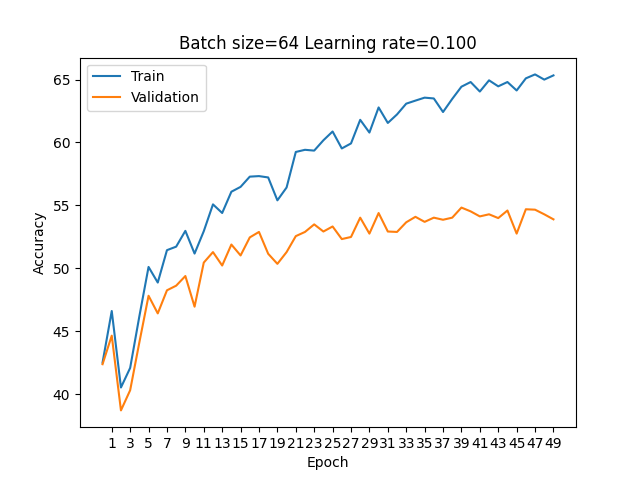 Batch size=64 Learning rate=0.100
Train
Validation
65
60
55
50
45
40
Accuracy
1 3 5 7 9 11 13 15 17 19 21 23 25 27 29 31 33 35 37 39 41 43 45 47 49
Epoch